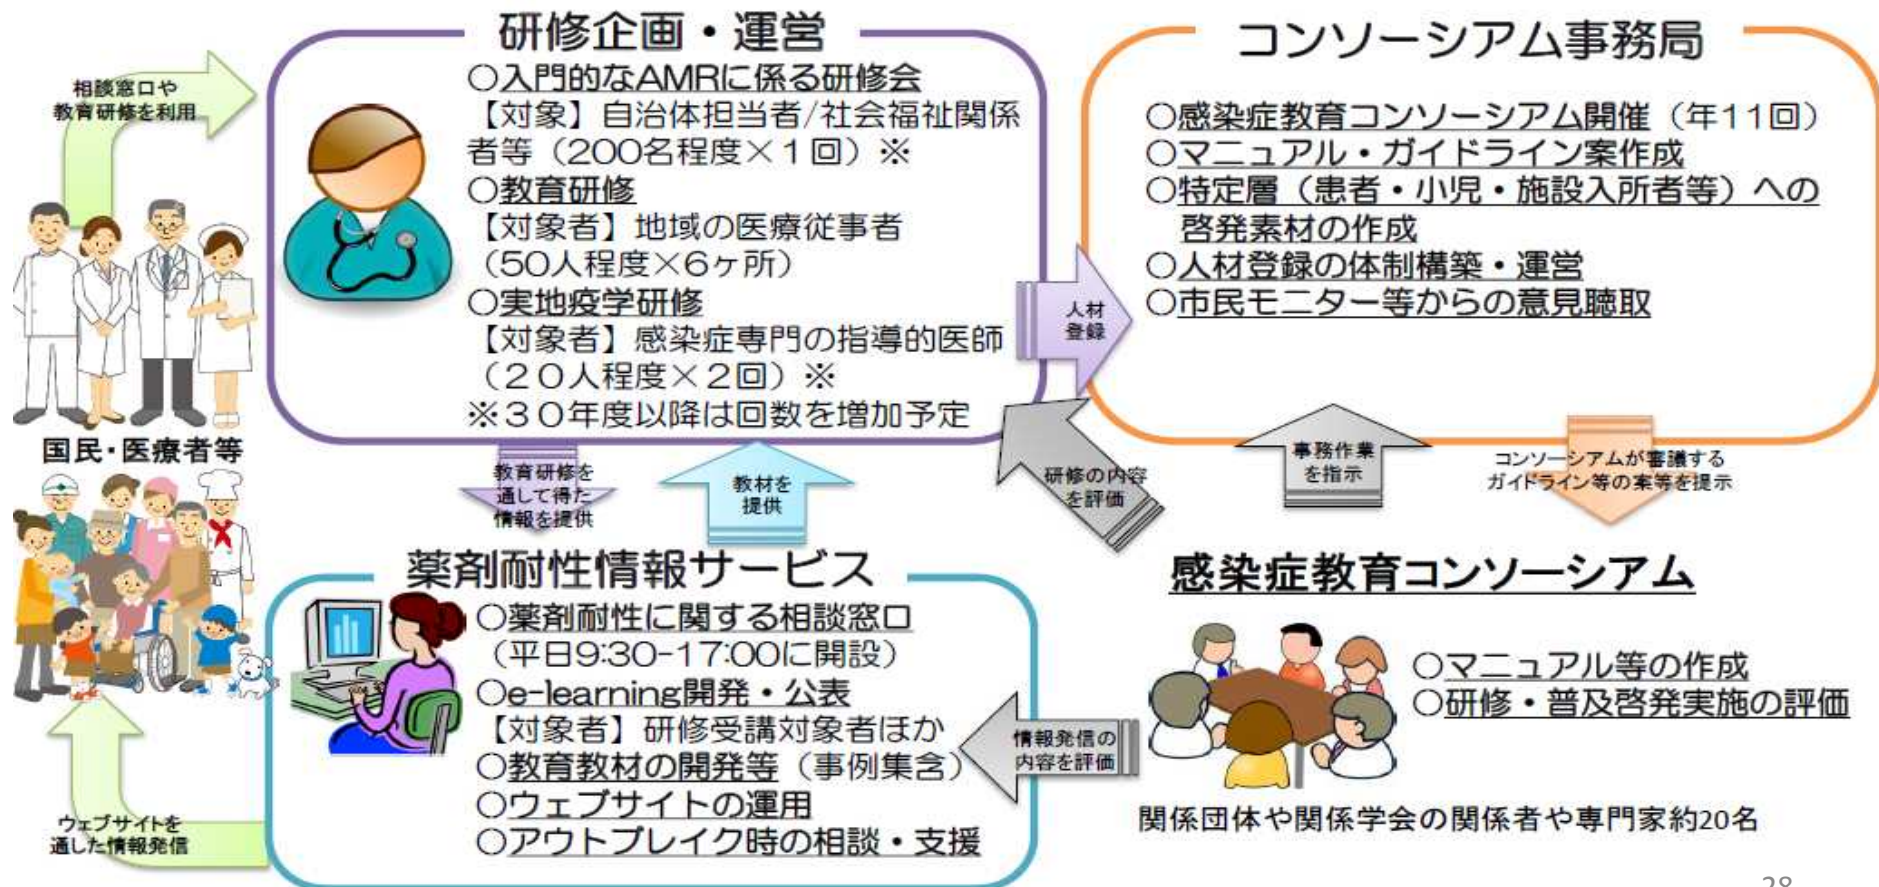 研修企画・運営
○入門的なAMRに係る研修会
【対象】自治体担当者/社会福祉関係
者等（200名程度×１回）※
○教育研修
【対象者】地域の医療従事者
（50人程度×6ヶ所）
○実地疫学研修
【対象者】感染症専門の指導的医師
（２０人程度×２回）※
※３０年度以降は回数を増加予定
コンソーシアム事務局
○感染症教育コンソーシアム開催（年11回）
○マニュアル・ガイドライン案作成
○特定層（患者・小児・施設入所者等）への
啓発素材の作成
○人材登録の体制構築・運営
○市民モニター等からの意見聴取
相談窓口や
教育研修を利用
人材
登録
国民・医療者等
教育研修を
通して得た
情報を提供
教材を
提供
研修の内容
を評価
事務作業
を指示
コンソーシアムが審議する
ガイドライン等の案等を提示
薬剤耐性情報サービス
○薬剤耐性に関する相談窓口
（平日9:30-17:00に開設）
○e-learning開発・公表
【対象者】研修受講対象者ほか
○教育教材の開発等（事例集含）
○ウェブサイトの運用
○アウトブレイク時の相談・支援
ウェブサイトを
通した情報発信
情報発信の
内容を評価
感染症教育コンソーシアム
○マニュアル等の作成
○研修・普及啓発実施の評価
関係団体や関係学会の関係者や専門家約20名
28